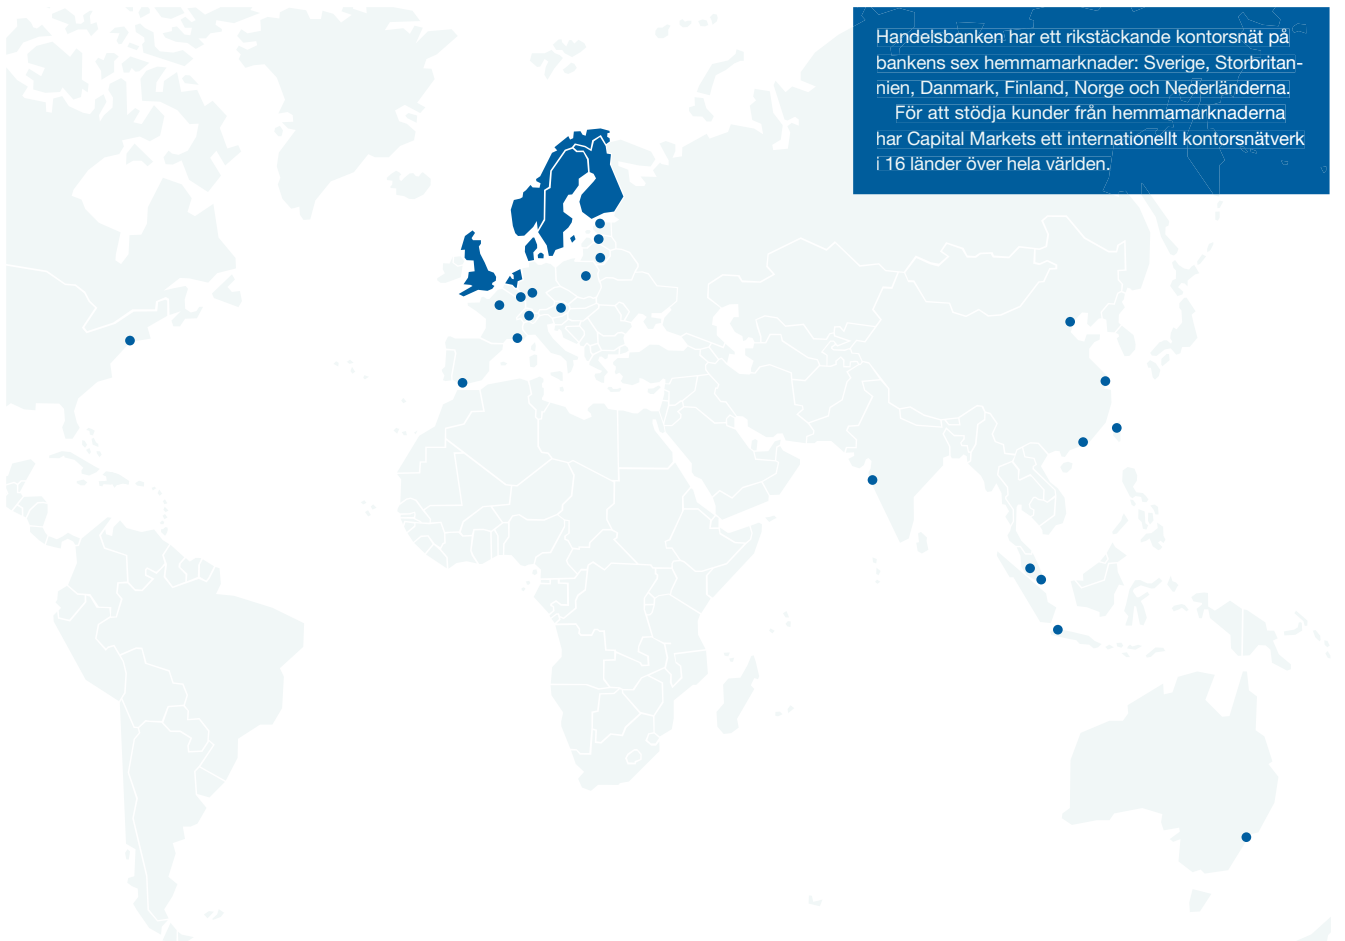 Handelsbanken har ett rikstäckande kontorsnät på
bankens sex hemmamarknader: Sverige, Storbritan-
nien, Danmark, Finland, Norge och Nederländerna.
För att stödja kunder från hemmamarknaderna
har Capital Markets ett internationellt kontorsnätverk
i 16 länder över hela världen.